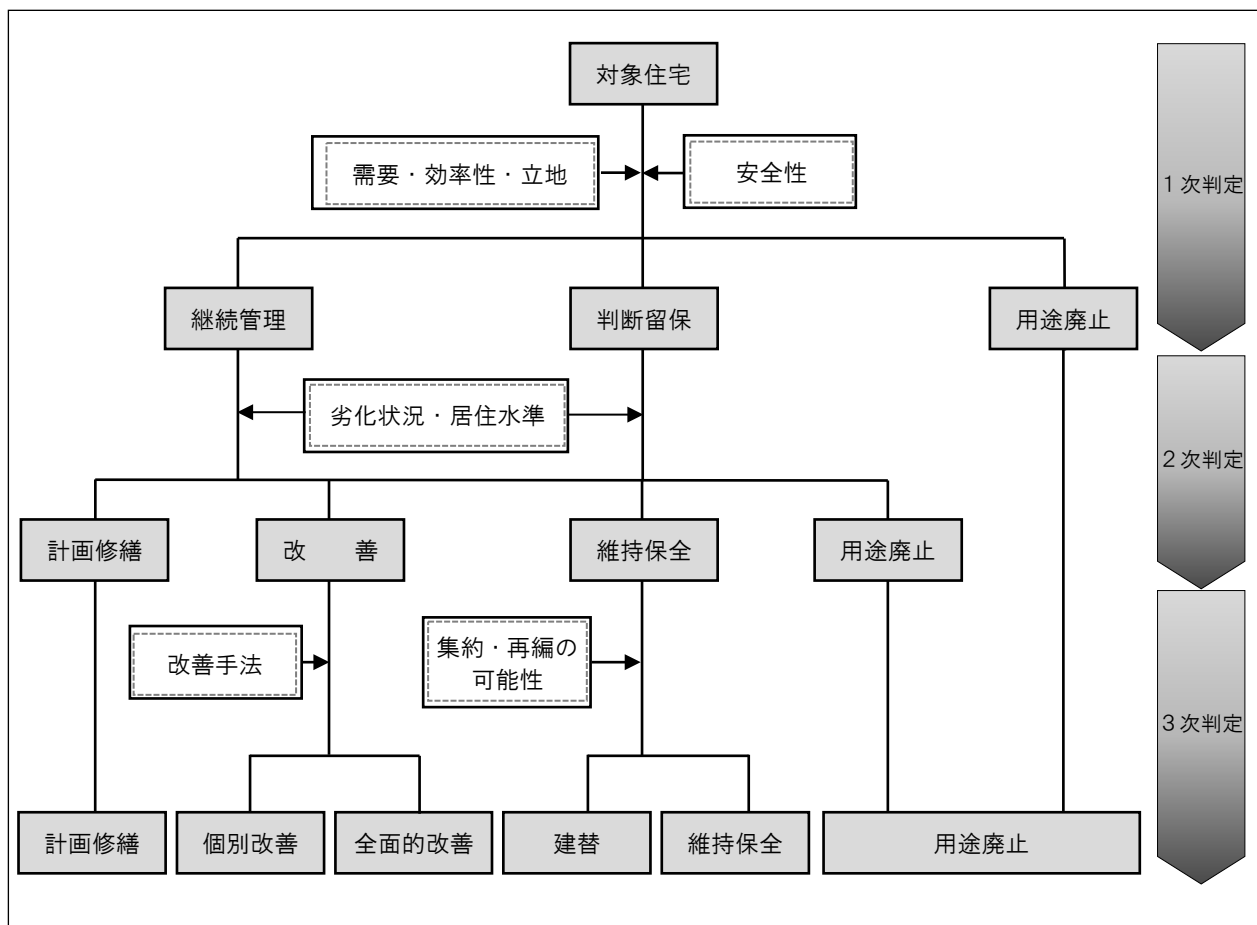 対象住宅
需要・効率性・立地
安全性
1次判定
継続管理
判断留保
用途廃止
劣化状況・居住水準
2次判定
計画修繕
改　　善
維持保全
用途廃止
改善手法
集約・再編の
可能性
3次判定
計画修繕
個別改善
全面的改善
建替
維持保全
用途廃止